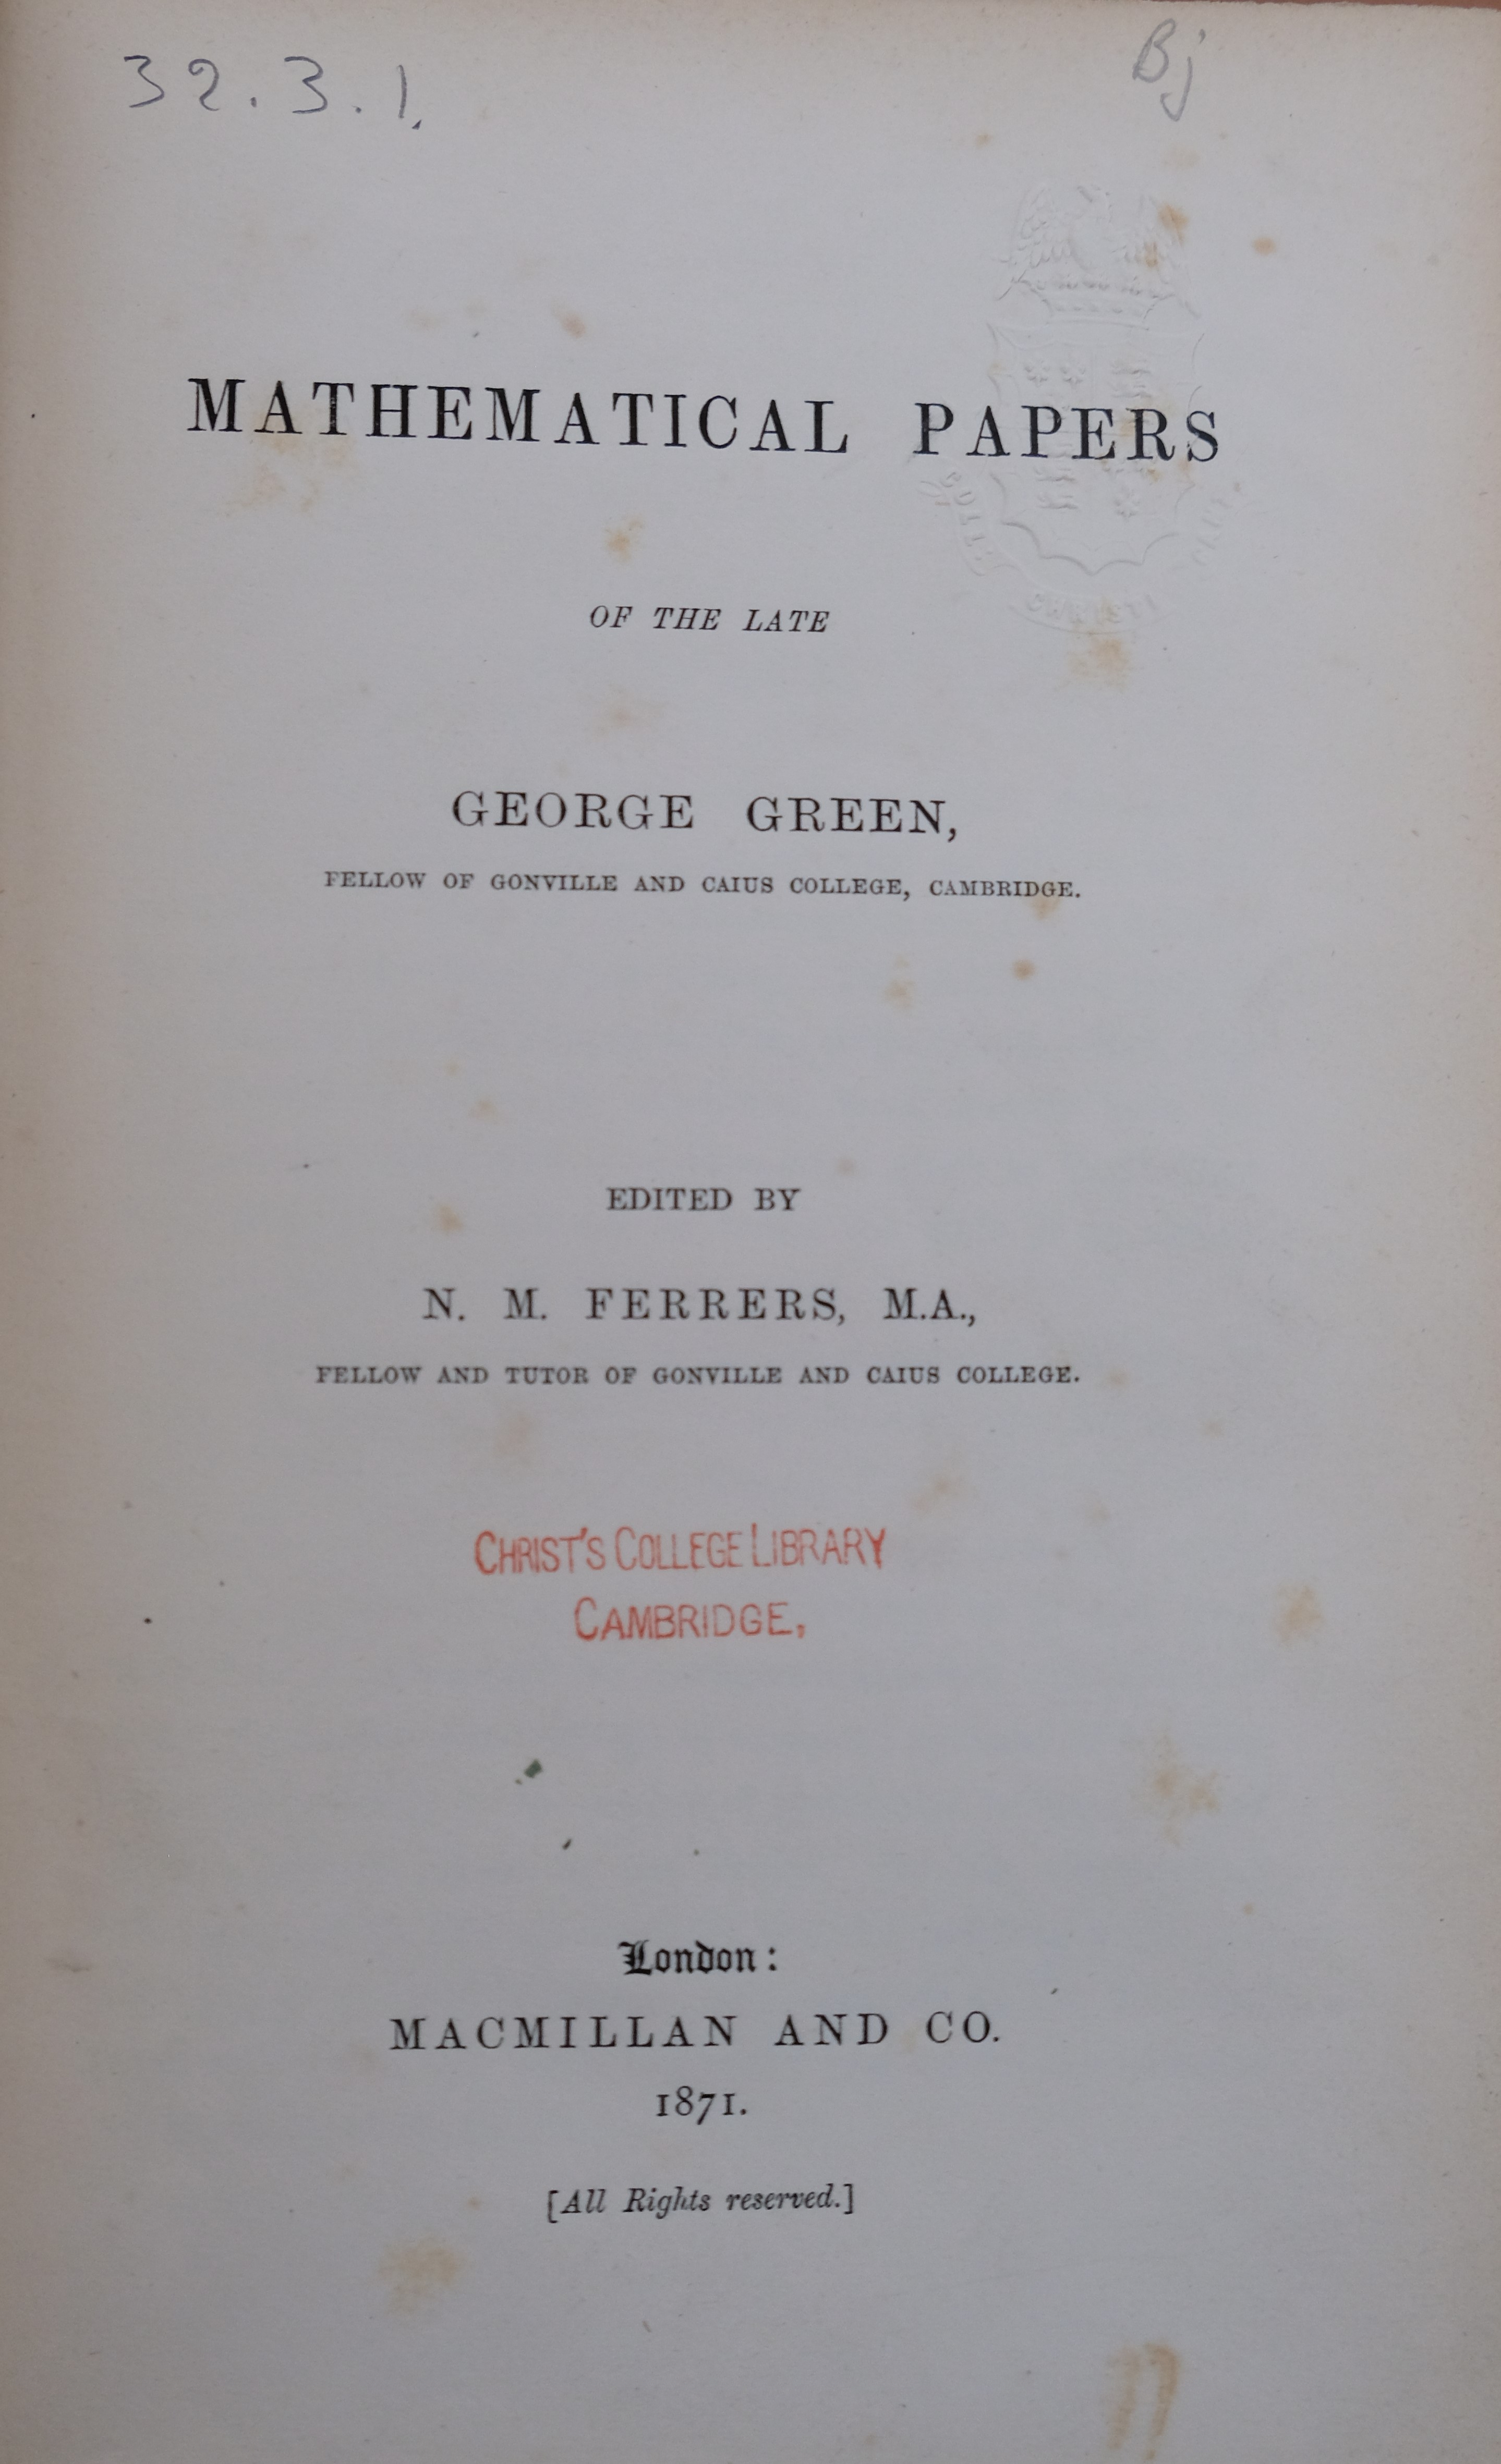 32.3.1.
Bj
MATHEMATICAL PAPERS
OF THE LATE
GEORGE GREEN,
FELLOW OF GONVILLE AND CAIUS COLLEGE, CAMBRIDGE.
EDITED BY
N. M. FERRERS, M.A.,
FELLOW AND TUTOR OF GONVILLE AND CAIUS COLLEGE.
CHRIST'S COLLEGE LIBRARY
CAMBRIDGE,
London:
MACMILLAN AND CO.
1871.
[All Rights reserved.]